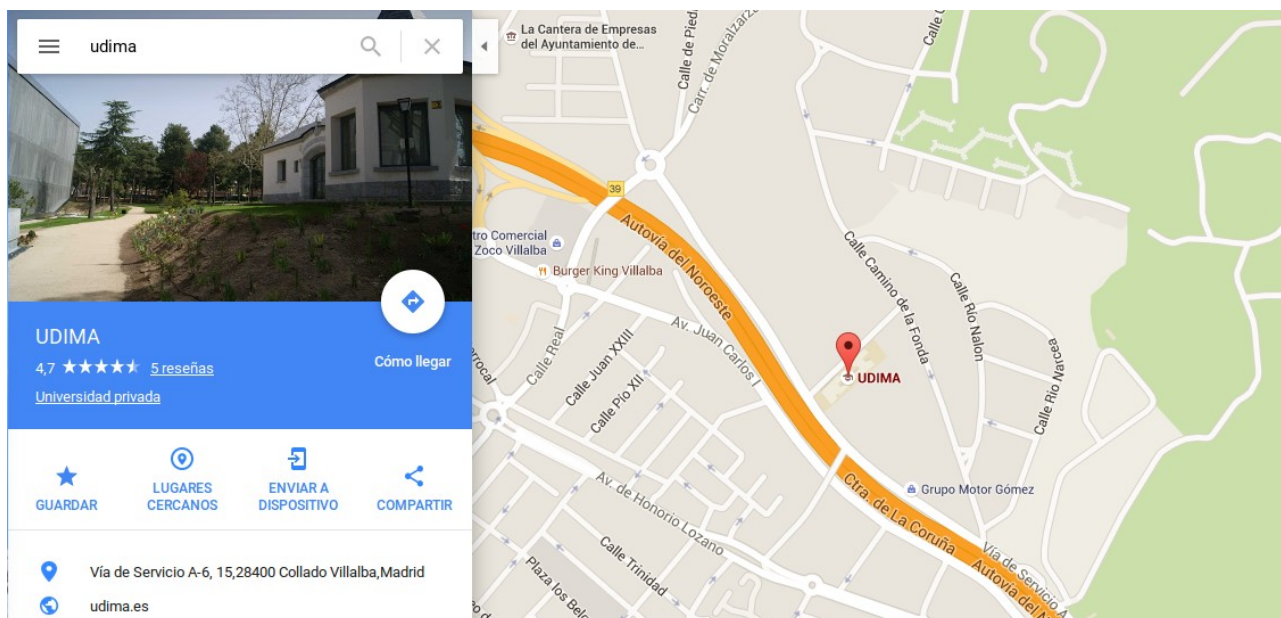 udima
UDIMA
4,7
5 reseñas
Universidad privada
Cómo llegar
GUARDAR
LUGARES
CERCANOS
ENVIAR A
DISPOSITIVO
COMPARTIR
Vía de Servicio A-6, 15,28400 Collado Villalba,Madrid
udima.es
La Cantera de Empresas
del Ayuntamiento de...
Calle de Pied
Carr. de Moralzarz
Calle
39
Autovía del Noroeste
tro Comercial
Zoco Villalba
Burger King Villalba
Calle Real
Av. Juan Carlos I
Calle Juan XXIII
Calle Pío XII
Calle Camino de la Fonda
Calle Río Nalon
Calle Río Narcea
UDIMA
Grupo Motor Gómez
Av. de Honorio Lozano
Ctra. de La Coruña
Vía de Servicio A
Autovía del N
Calle Trinidad
Plaza los Bel